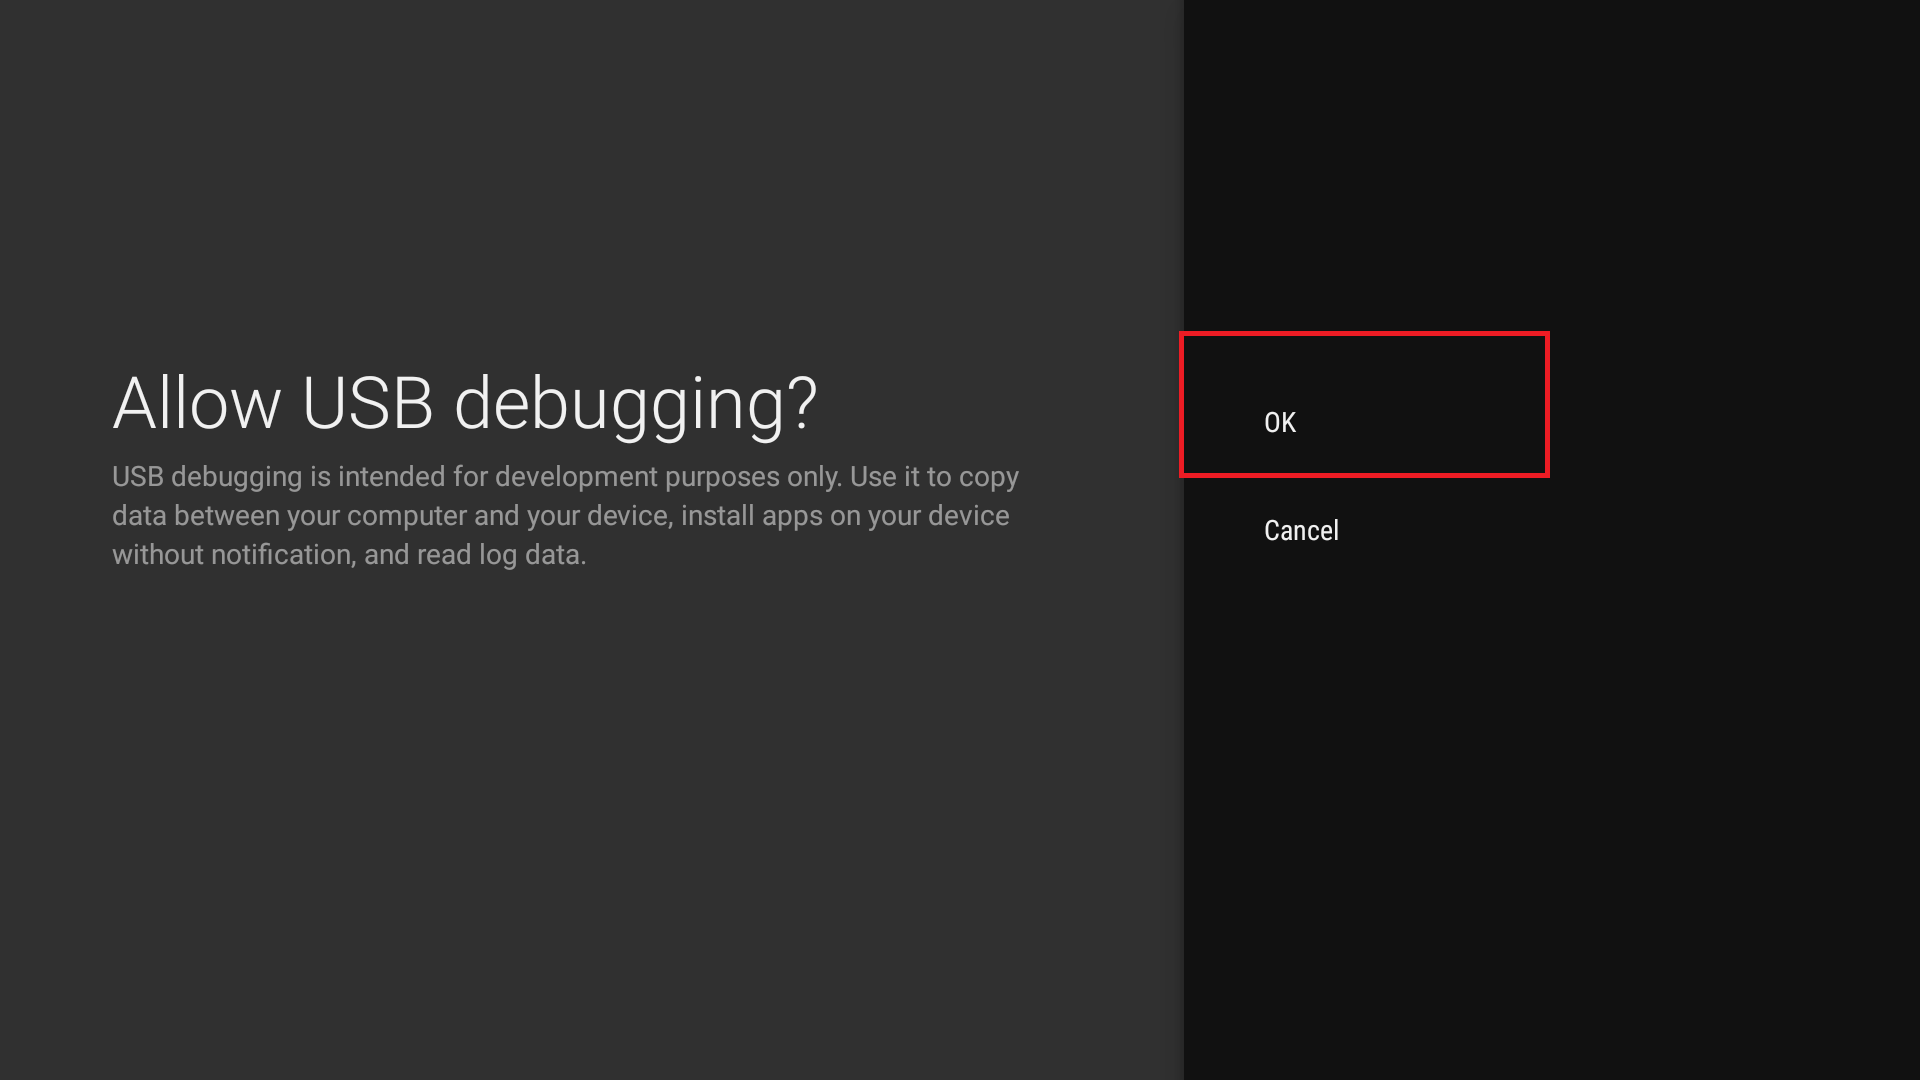 Allow USB debugging?
USB debugging is intended for development purposes only. Use it to copy
data between your computer and your device, install apps on your device
without notification, and read log data.
OK
Cancel